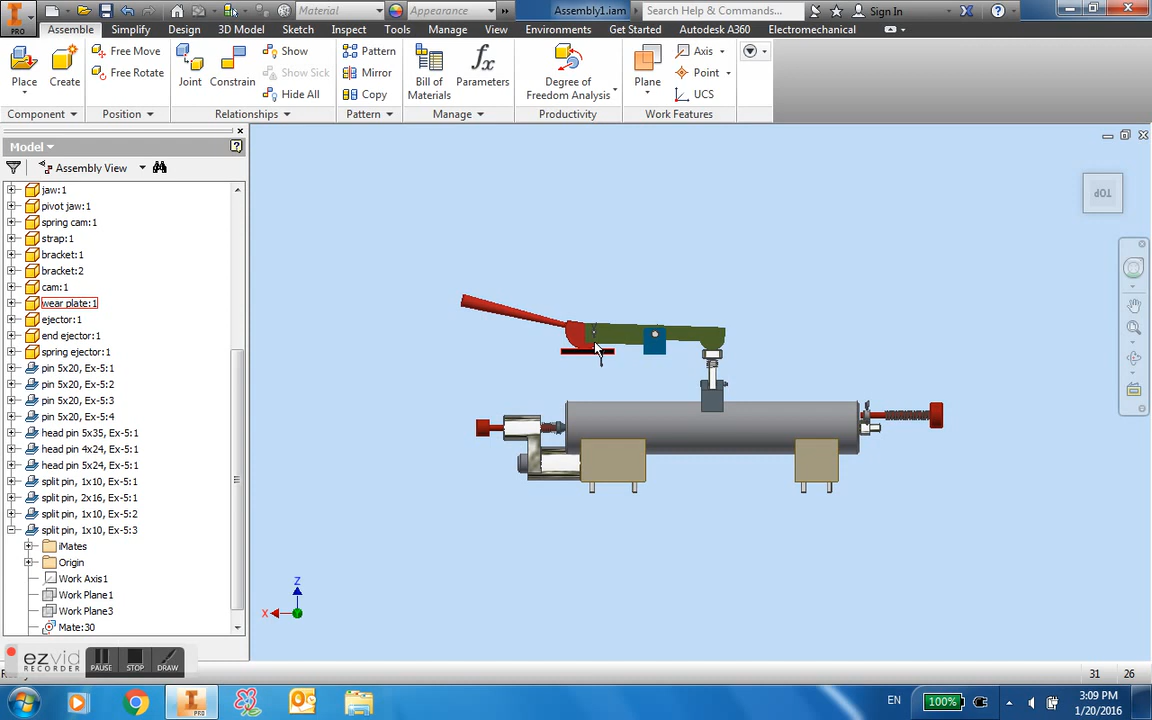 Material
Appearance
Assembly1.iam
Search Help & Commands...
Sign In
PRO
Assemble
Simplify
Design
3D Model
Sketch
Inspect
Tools
Manage
View
Environments
Get Started
Autodesk A360
Electromechanical
Place
Create
Free Move
Free Rotate
Joint
Constrain
Show
Show Sick
Hide All
Pattern
Mirror
Copy
fx
Bill of
Materials
Parameters
Degree of
Freedom Analysis
Plane
Axis
Point
UCS
Component
Position
Relationships
Pattern
Manage
Productivity
Work Features
Model
Assembly View
jaw:1
pivot jaw:1
spring cam:1
strap:1
bracket:1
bracket:2
cam:1
wear plate:1
ejector:1
end ejector:1
spring ejector:1
pin 5x20, Ex-5:1
pin 5x20, Ex-5:2
pin 5x20, Ex-5:3
pin 5x20, Ex-5:4
head pin 5x35, Ex-5:1
head pin 4x24, Ex-5:1
head pin 5x24, Ex-5:1
split pin, 1x10, Ex-5:1
split pin, 2x16, Ex-5:1
split pin, 1x10, Ex-5:2
split pin, 1x10, Ex-5:3
iMates
Origin
Work Axis1
Work Plane1
Work Plane3
Mate:30
TOP
Z
X
ezvid
RECORDER
PAUSE
STOP
DRAW
31
26
PRO
EN
100%
3:09 PM
1/20/2016